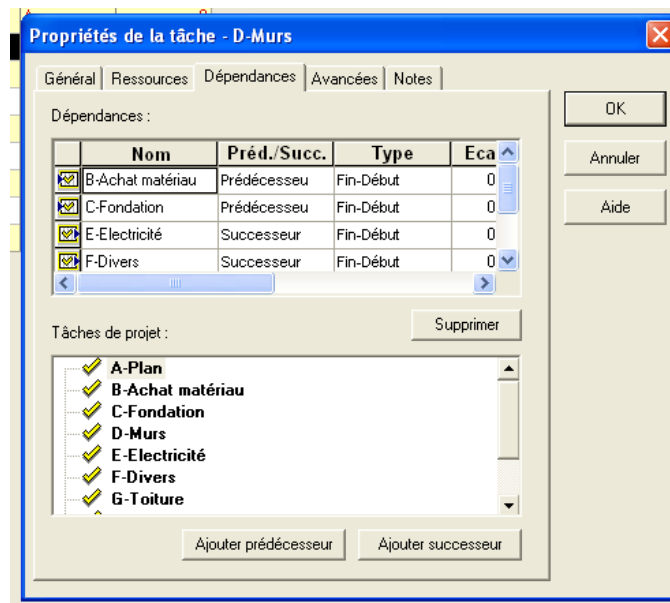 Propriétés de la tâche - D-Murs
Général Ressources Dépendances Avancées Notes
Dépendances :
OK
Annuler
Aide
Nom Préd./Succ. Type Eca
B-Achat matériau Prédécesseu Fin-Début 0
C-Fondation Prédécesseu Fin-Début 0
E-Electricité Successeur Fin-Début 0
F-Divers Successeur Fin-Début 0
Supprimer
Tâches de projet :
A-Plan
B-Achat matériau
C-Fondation
D-Murs
E-Electricité
F-Divers
G-Toiture
Ajouter prédécesseur Ajouter successeur